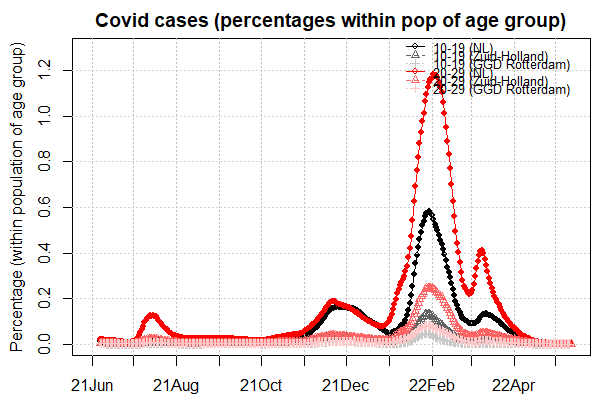 Covid cases (percentages within pop of age group)
10-19 (NL)
10-19 (Zuid-Holland)
10-19 (GGD Rotterdam)
20-29 (NL)
20-29 (Zuid-Holland)
20-29 (GGD Rotterdam)
Percentage (within population of age group)
1.2
1.0
0.8
0.6
0.4
0.2
0.0
21Jun 21Aug 21Oct 21Dec 22Feb 22Apr